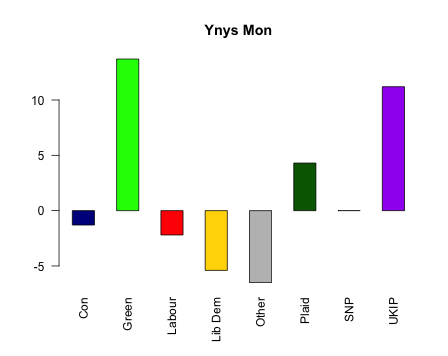 Ynys Mon
10
5
0
-5
Con
Green
Labour
Lib Dem
Other
Plaid
SNP
UKIP